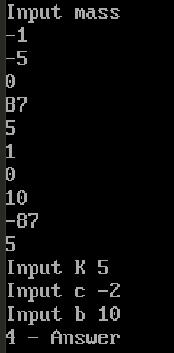 Input mass
-1
-5
0
87
5
1
0
10
-87
5
Input K 5
Input c -2
Input b 10
4 - Answer